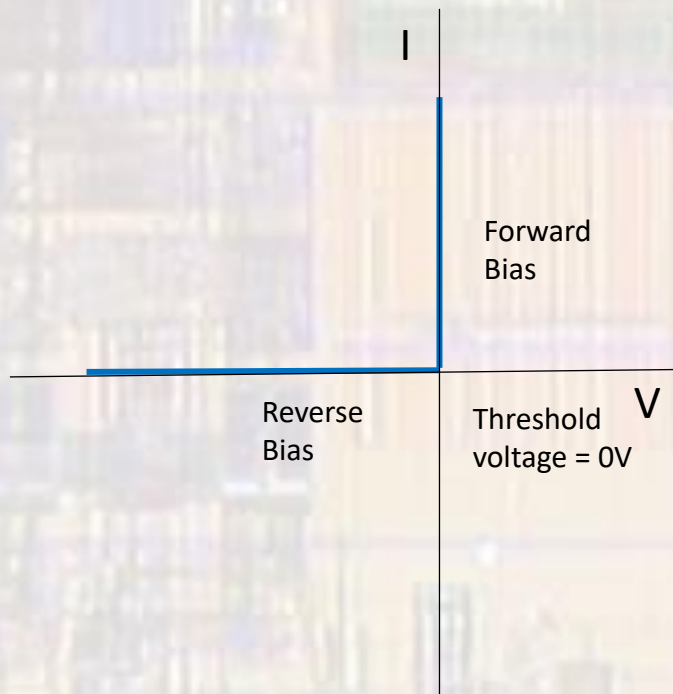 I
Forward
Bias
V
Reverse
Bias
Threshold
voltage = 0V